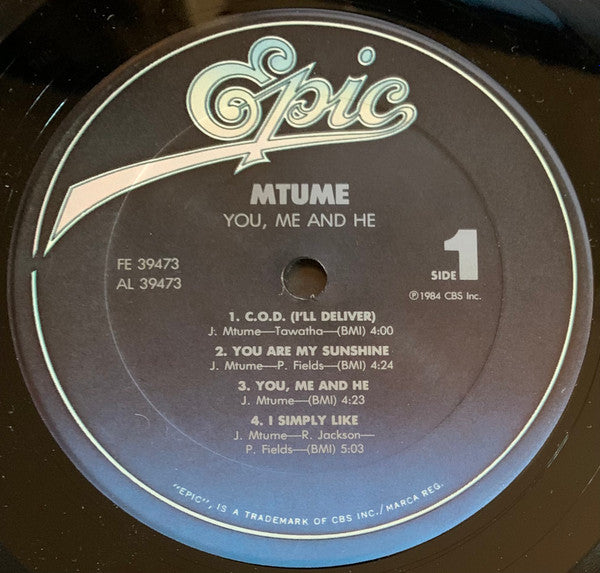 Epic
MTUME
YOU, ME AND HE
FE 39473
AL 39473
SIDE 1
℗1984 CBS Inc.
1. C.O.D. (I'LL DELIVER)
J. Mtume—Tawatha—(BMI) 4:00
2. YOU ARE MY SUNSHINE
J. Mtume—P. Fields—(BMI) 4:24
3. YOU, ME AND HE
J. Mtume—(BMI) 4:23
4. I SIMPLY LIKE
J. Mtume—R. Jackson—
P. Fields—(BMI) 5:03
"EPIC", IS A TRADEMARK OF CBS INC./MARCA REG.